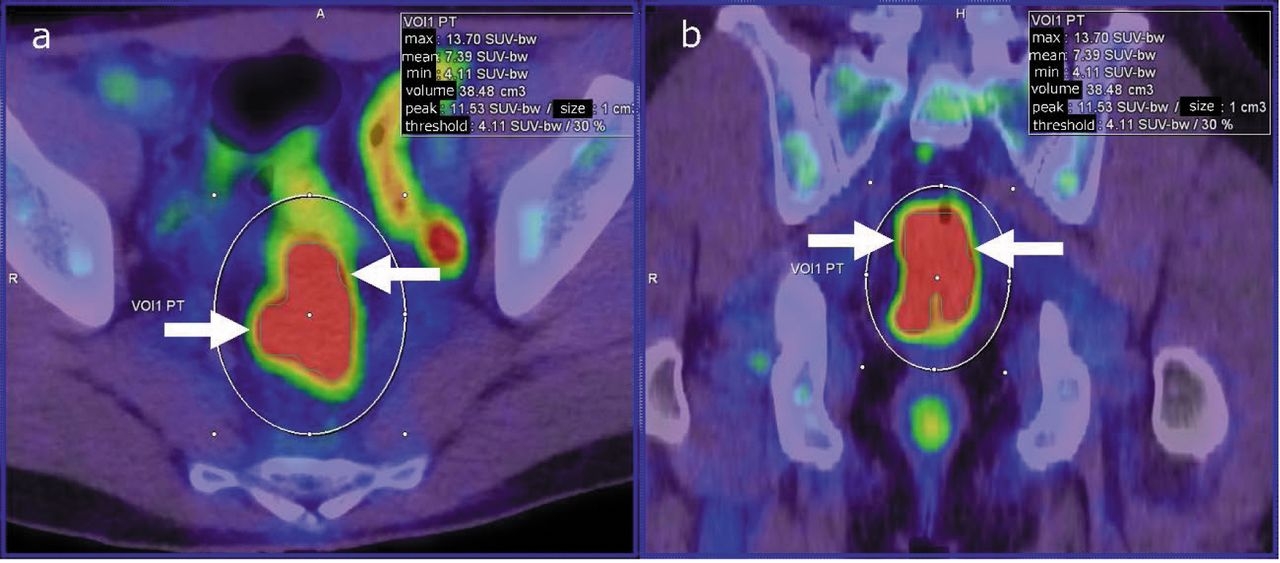 a
A
VOI1 PT
max : 13.70 SUV-bw
mean : 7.39 SUV-bw
min : 4.11 SUV-bw
volume 38.48 cm3
peak : 11.53 SUV-bw / size : 1 cm3
threshold : 4.11 SUV-bw / 30 %
R
VOI1 PT
b
H
VOI1 PT
max : 13.70 SUV-bw
mean : 7.39 SUV-bw
min : 4.11 SUV-bw
volume 38.48 cm3
peak : 11.53 SUV-bw / size : 1 cm3
threshold : 4.11 SUV-bw / 30 %
R
VOI1 PT